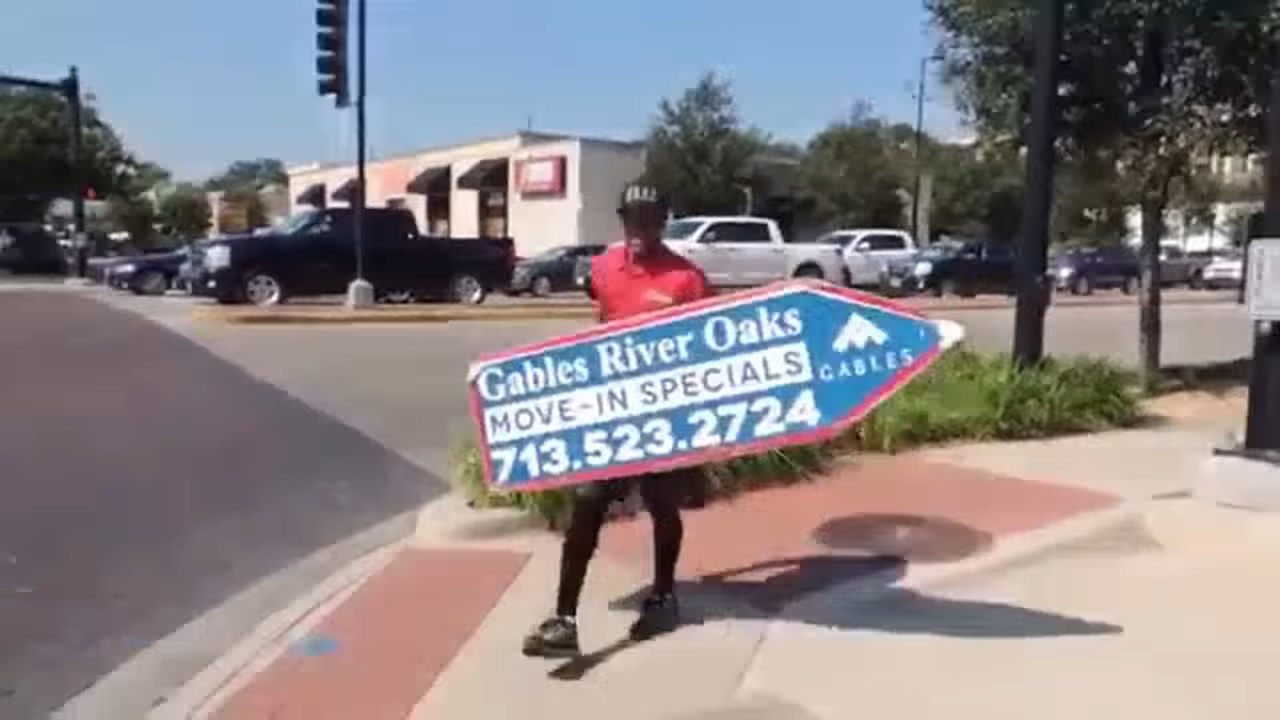 Gables River Oaks
MOVE-IN SPECIALS
713.523.2724
GABLES